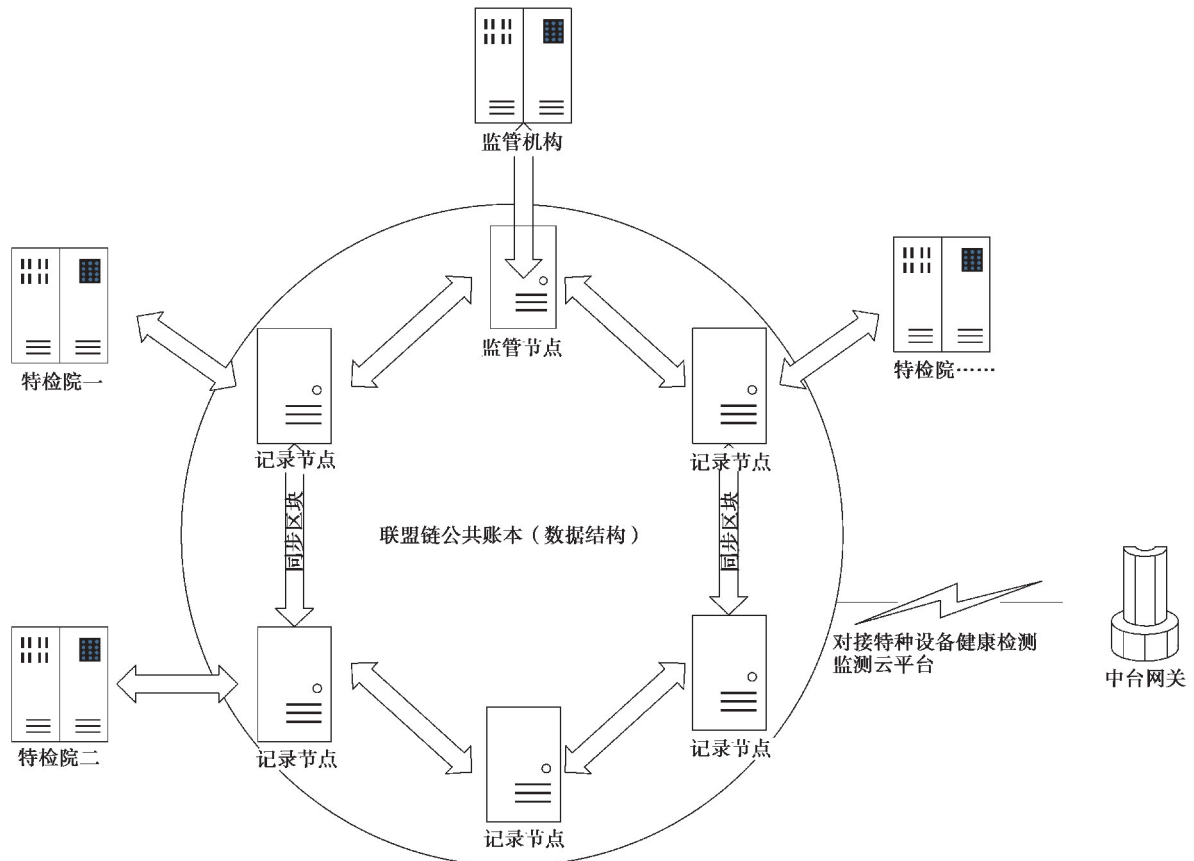 监管机构
监管节点
特检院一
特检院……
记录节点
记录节点
同步区块
同步区块
联盟链公共账本（数据结构）
对接特种设备健康检测
监测云平台
中台网关
特检院二
记录节点
记录节点
记录节点